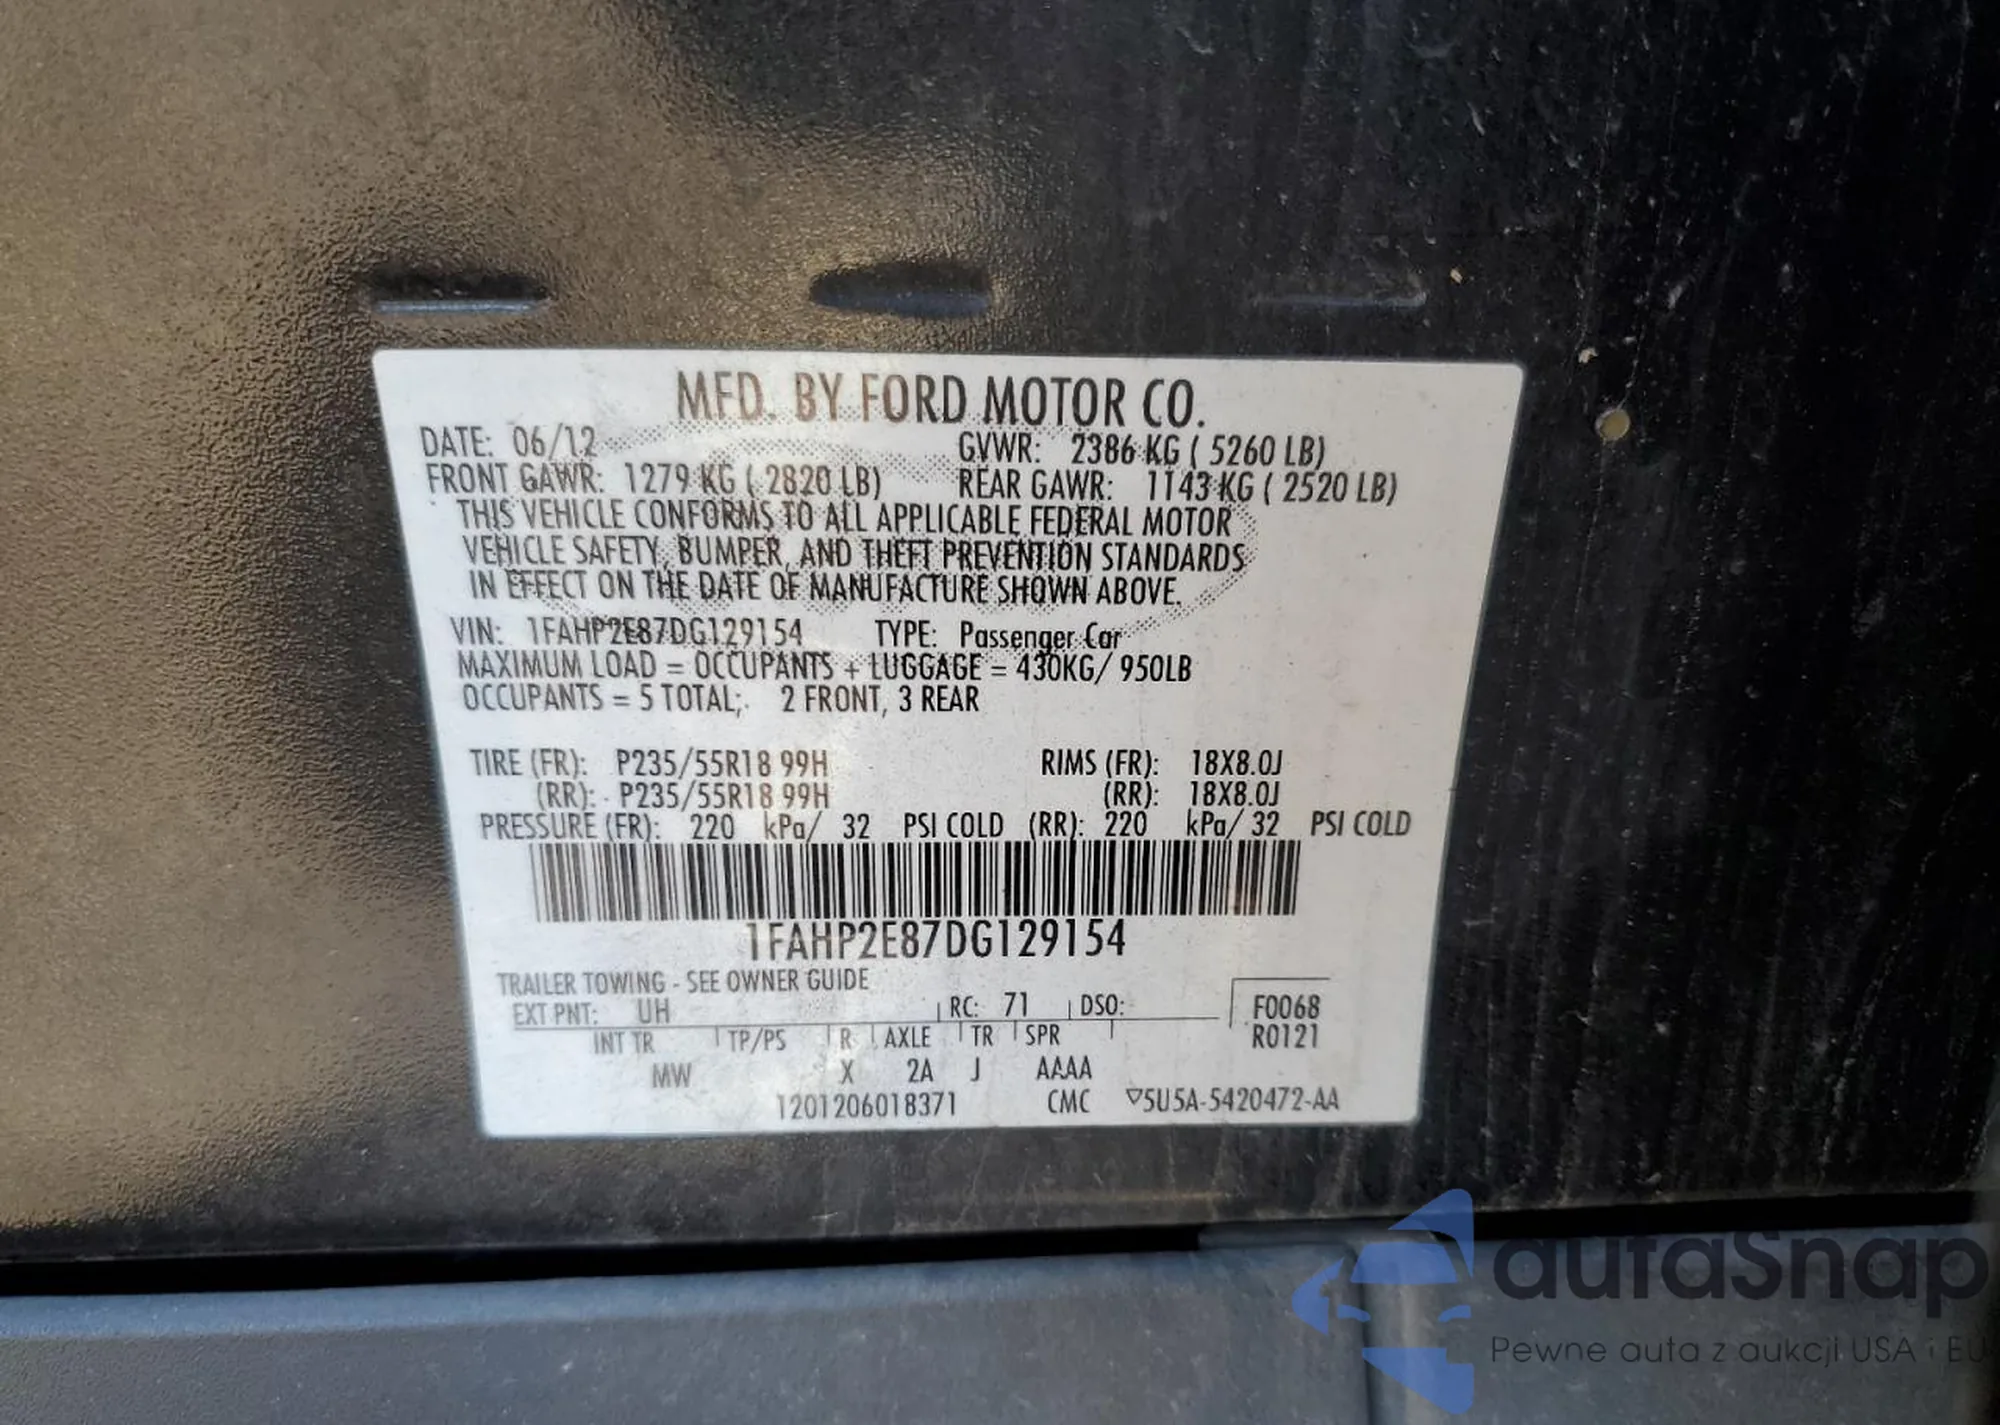 MFD. BY FORD MOTOR CO.
DATE: 06/12 GVWR: 2386 KG ( 5260 LB)
FRONT GAWR: 1279 KG ( 2820 LB) REAR GAWR: 1143 KG ( 2520 LB)
THIS VEHICLE CONFORMS TO ALL APPLICABLE FEDERAL MOTOR
VEHICLE SAFETY, BUMPER, AND THEFT PREVENTION STANDARDS
IN EFFECT ON THE DATE OF MANUFACTURE SHOWN ABOVE.
VIN: 1FAHP2E87DG129154 TYPE: Passenger Car
MAXIMUM LOAD = OCCUPANTS + LUGGAGE = 430KG/ 950LB
OCCUPANTS = 5 TOTAL; 2 FRONT, 3 REAR
TIRE (FR): P235/55R18 99H RIMS (FR): 18X8.0J
(RR): P235/55R18 99H (RR): 18X8.0J
PRESSURE (FR): 220 kPa/ 32 PSI COLD (RR): 220 kPa/ 32 PSI COLD
1FAHP2E87DG129154
TRAILER TOWING - SEE OWNER GUIDE
EXT PNT: UH RC: 71 DSO: F0068
INT TR TP/PS R AXLE TR SPR R0121
MW X 2A J AAAA
1201206018371 CMC ▽5U5A-5420472-AA
autaSnap
Pewne auta z aukcji USA i EU